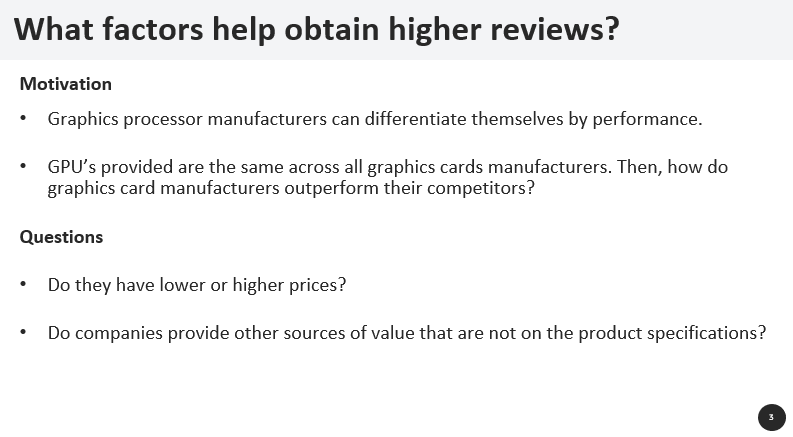 What factors help obtain higher reviews?
Motivation
• Graphics processor manufacturers can differentiate themselves by performance.
• GPU’s provided are the same across all graphics cards manufacturers. Then, how do
graphics card manufacturers outperform their competitors?
Questions
• Do they have lower or higher prices?
• Do companies provide other sources of value that are not on the product specifications?
3